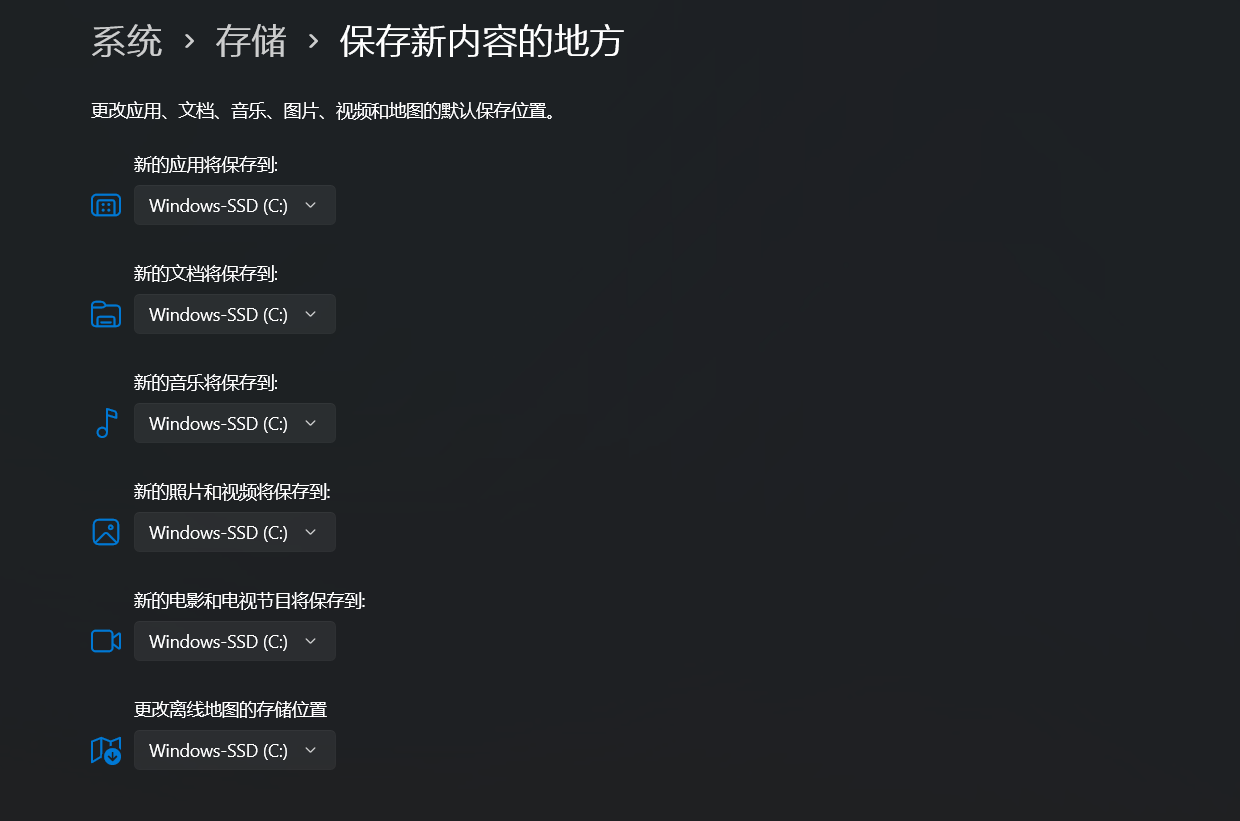 系统 › 存储 › 保存新内容的地方
更改应用、文档、音乐、图片、视频和地图的默认保存位置。
新的应用将保存到:
Windows-SSD (C:)
新的文档将保存到:
Windows-SSD (C:)
新的音乐将保存到:
Windows-SSD (C:)
新的照片和视频将保存到:
Windows-SSD (C:)
新的电影和电视节目将保存到:
Windows-SSD (C:)
更改离线地图的存储位置
Windows-SSD (C:)